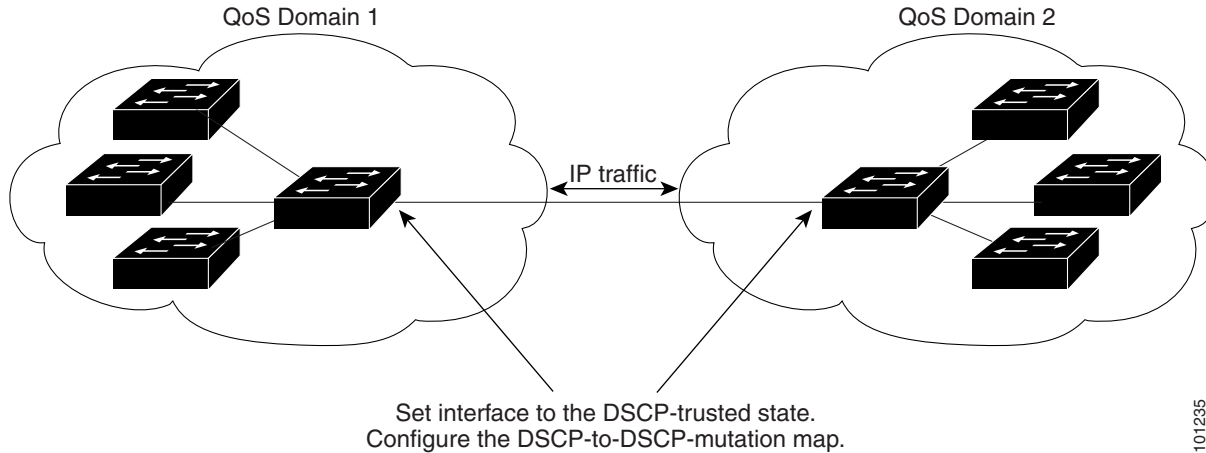 QoS Domain 1
QoS Domain 2
IP traffic
Set interface to the DSCP-trusted state.
Configure the DSCP-to-DSCP-mutation map.
101235